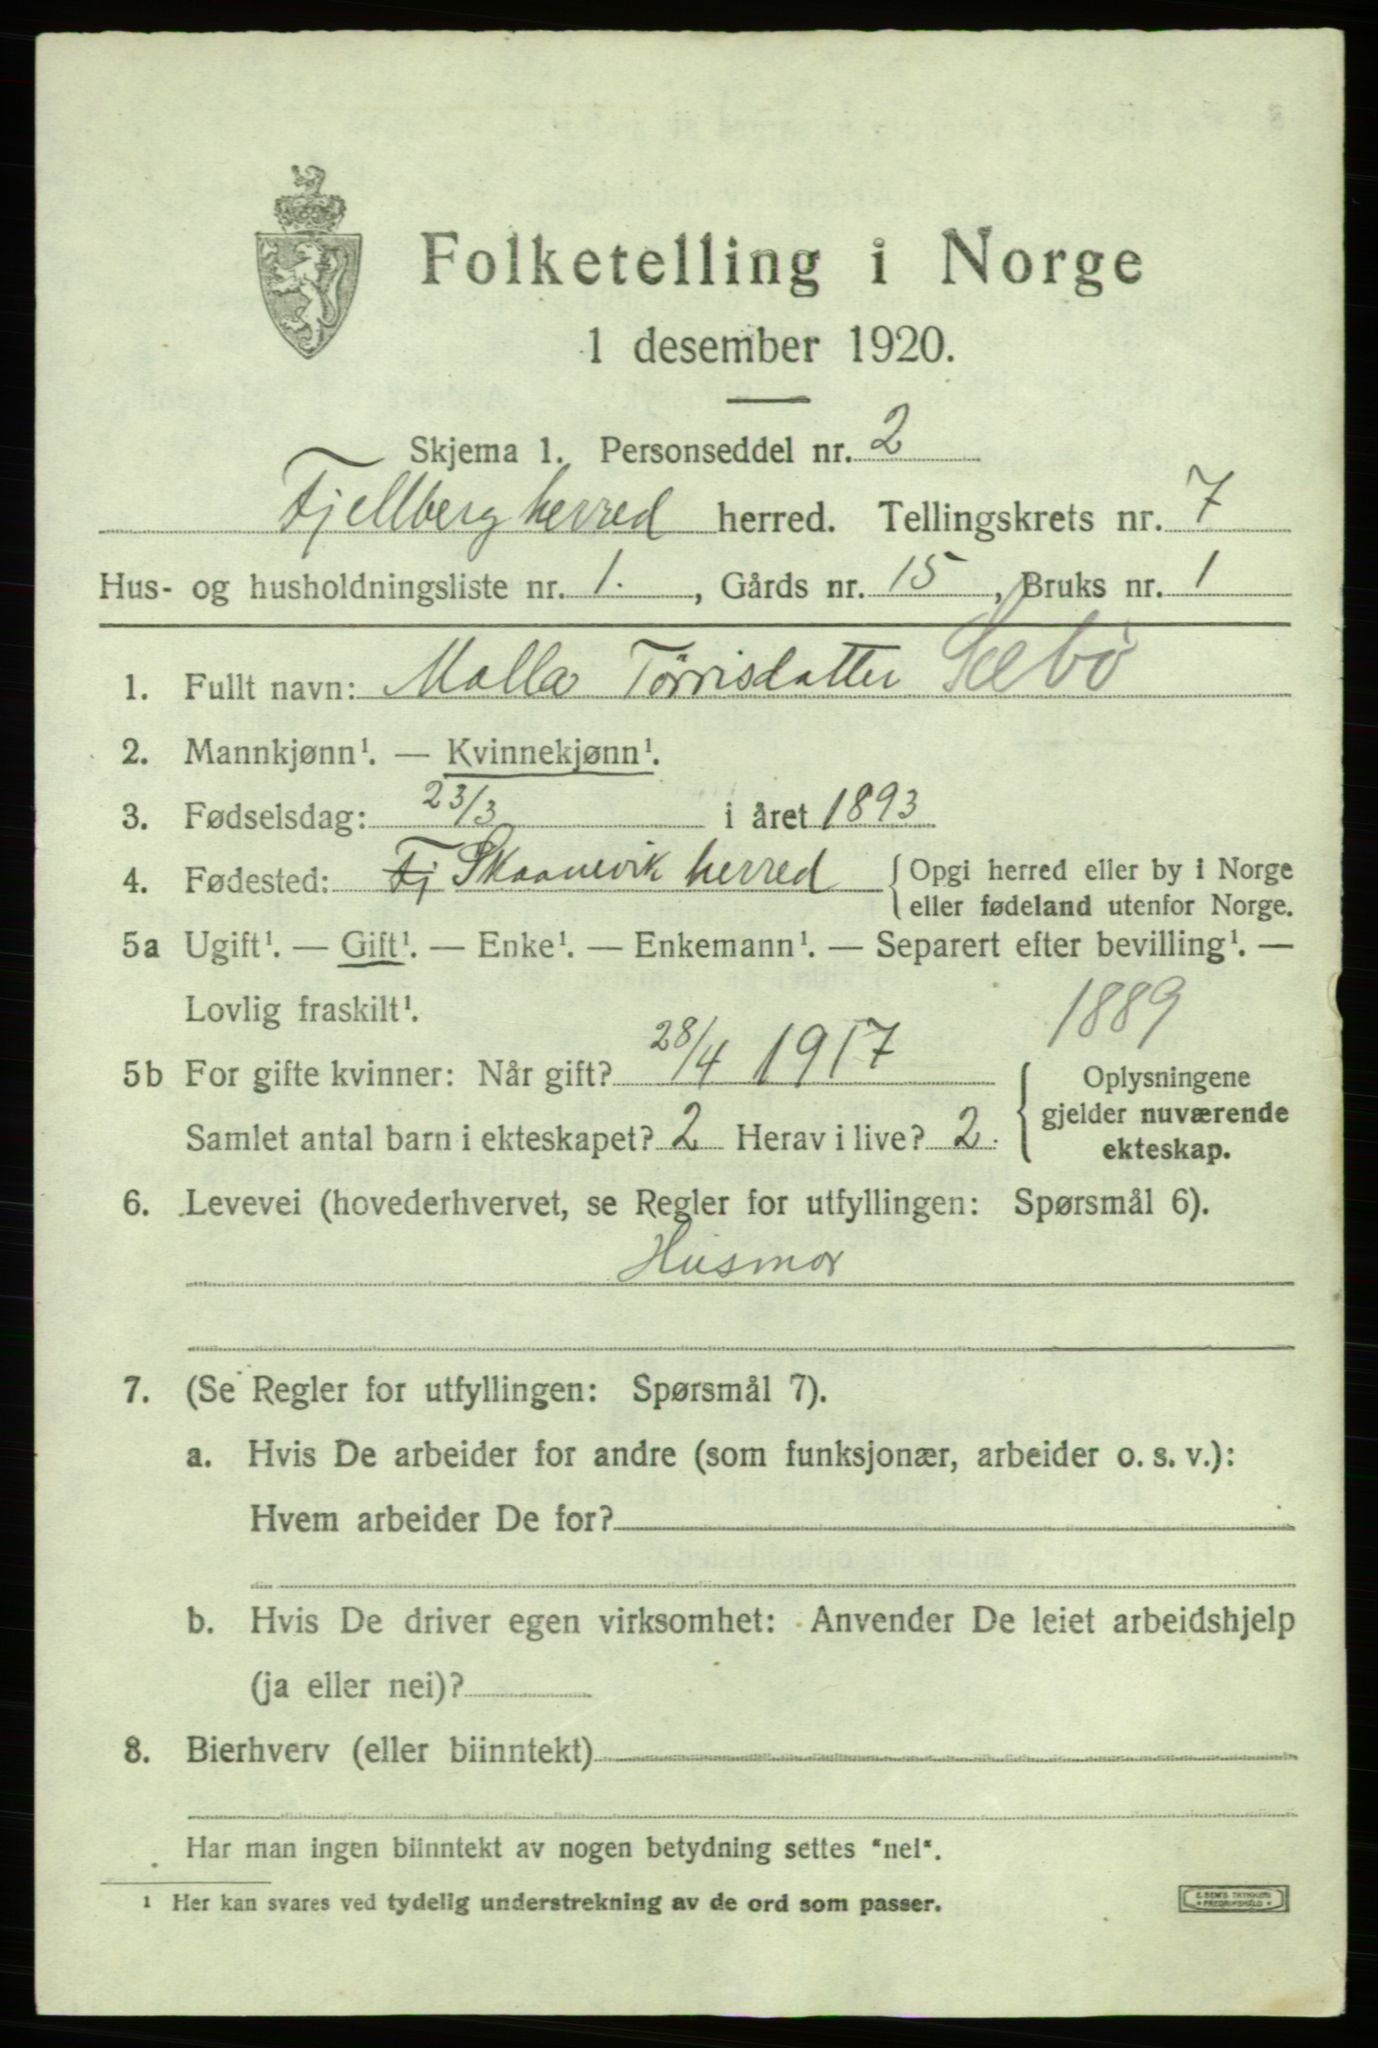 Folketelling i Norge
1 desember 1920.
Skjema 1. Personseddel nr. 2
Fjellberg herred herred. Tellingskrets nr. 7
Hus- og husholdningsliste nr. 1. , Gårds nr. 15 , Bruks nr. 1
1. Fullt navn: Malla Tørrisdatter Sæbö
2. Mannkjønn¹. — Kvinnekjønn¹.
3. Fødselsdag: 23/3 i året 1893
4. Fødested: Fj Skaanevik herred { Opgi herred eller by i Norge
eller fødeland utenfor Norge.
5a Ugift¹. — Gift¹. — Enke¹. — Enkemann¹. — Separert efter bevilling¹. —
Lovlig fraskilt¹. 1889
5b For gifte kvinner: Når gift? 28/4 1917 { Oplysningene
gjelder nuværende
Samlet antal barn i ekteskapet? 2 Herav i live? 2. ekteskap.
6. Levevei (hovederhvervet, se Regler for utfyllingen: Spørsmål 6).
Husmor
7. (Se Regler for utfyllingen: Spørsmål 7).
a. Hvis De arbeider for andre (som funksjonær, arbeider o. s. v.):
Hvem arbeider De for?
b. Hvis De driver egen virksomhet: Anvender De leiet arbeidshjelp
(ja eller nei)?
8. Bierhverv (eller biinntekt)
Har man ingen biinntekt av nogen betydning settes "nei".
¹ Her kan svares ved tydelig understrekning av de ord som passer.